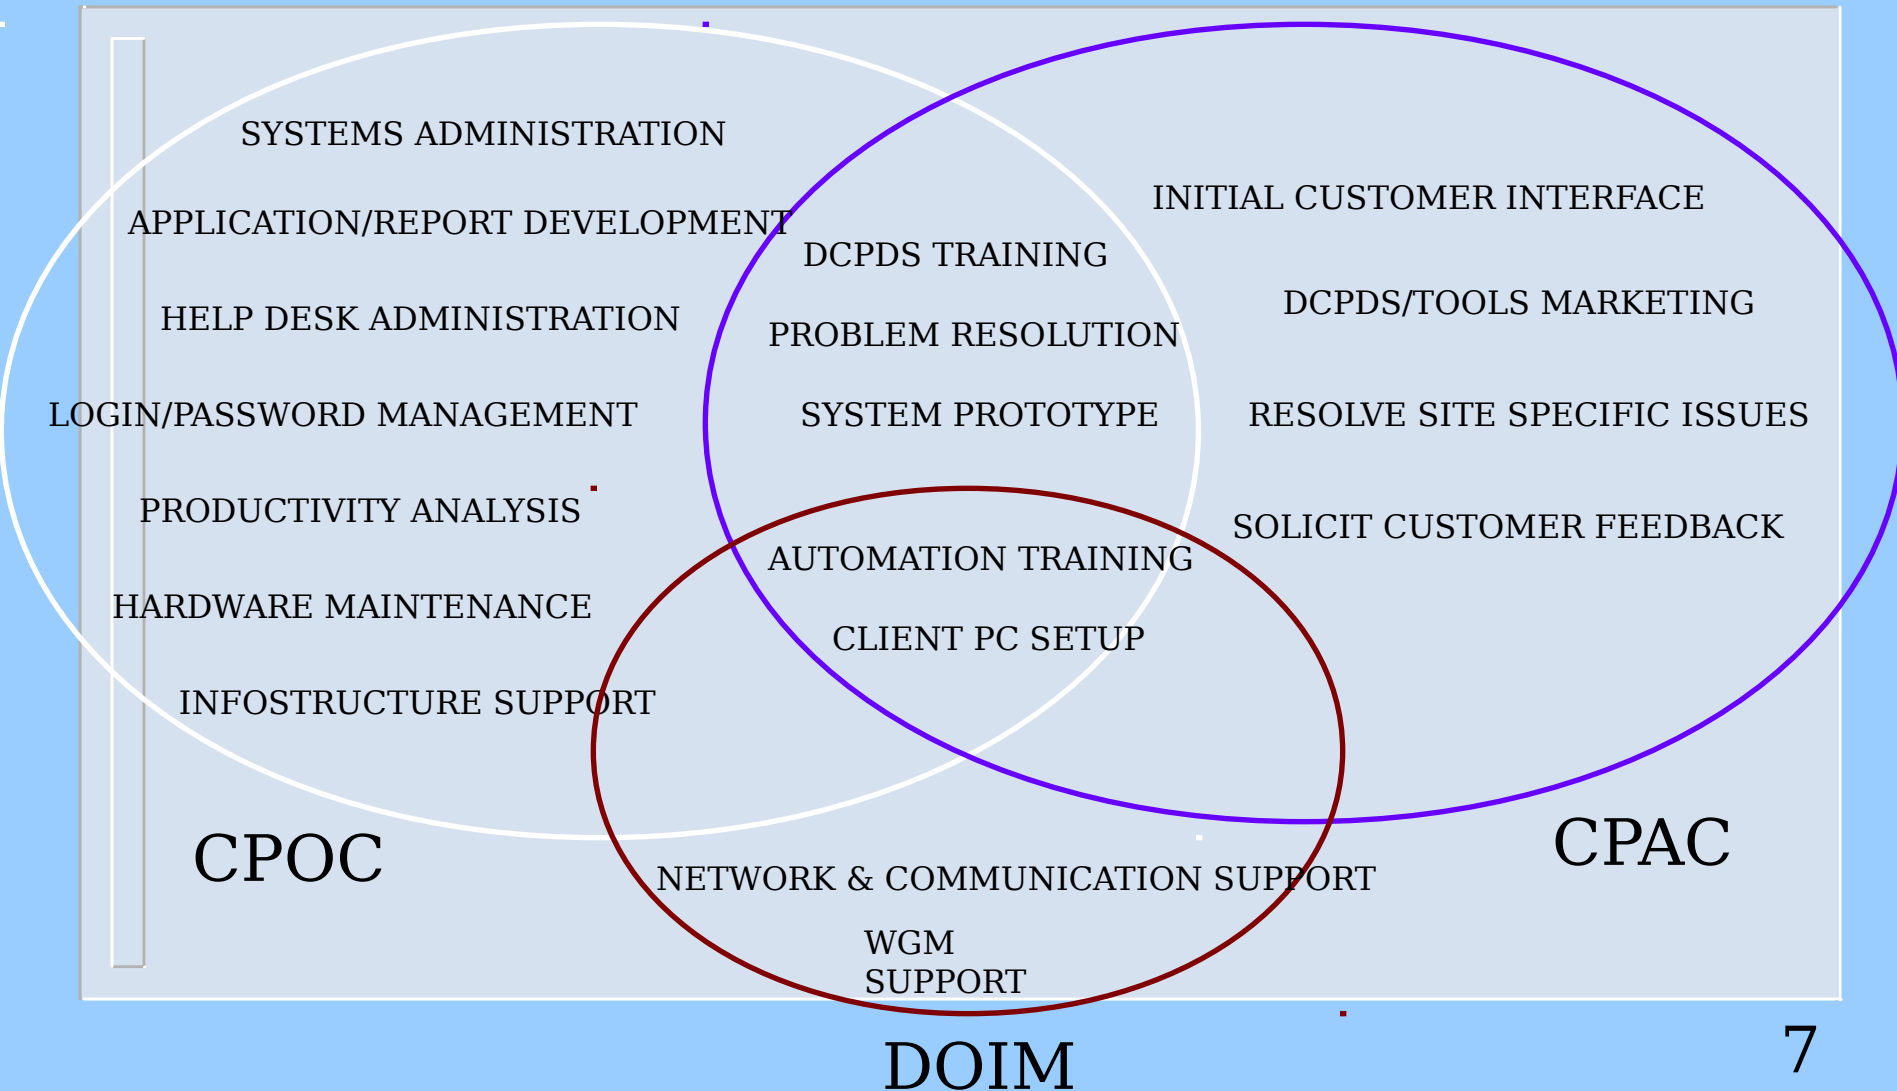 SYSTEMS ADMINISTRATION
APPLICATION/REPORT DEVELOPMENT
HELP DESK ADMINISTRATION
LOGIN/PASSWORD MANAGEMENT
PRODUCTIVITY ANALYSIS
HARDWARE MAINTENANCE
INFOSTRUCTURE SUPPORT
CPOC
DCPDS TRAINING
PROBLEM RESOLUTION
SYSTEM PROTOTYPE
AUTOMATION TRAINING
CLIENT PC SETUP
INITIAL CUSTOMER INTERFACE
DCPDS/TOOLS MARKETING
RESOLVE SITE SPECIFIC ISSUES
SOLICIT CUSTOMER FEEDBACK
CPAC
NETWORK & COMMUNICATION SUPPORT
WGM
SUPPORT
DOIM
7